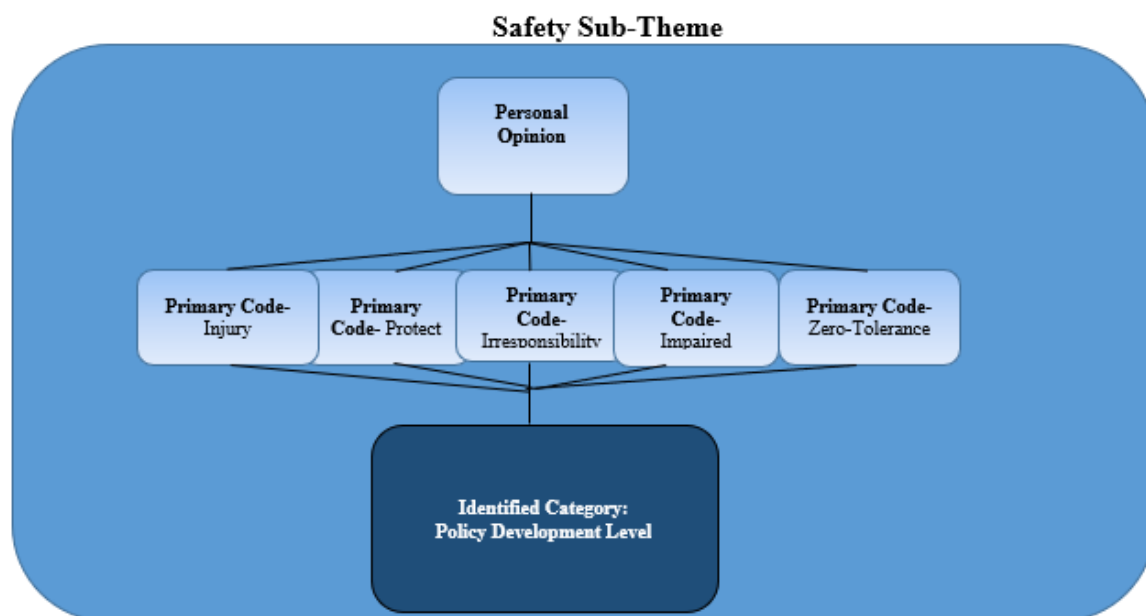 Safety Sub-Theme
Personal
Opinion
Primary Code-
Injury
Primary
Code- Protect
Primary
Code-
Irresponsibility
Primary
Code-
Impaired
Primary Code-
Zero-Tolerance
Identified Category:
Policy Development Level